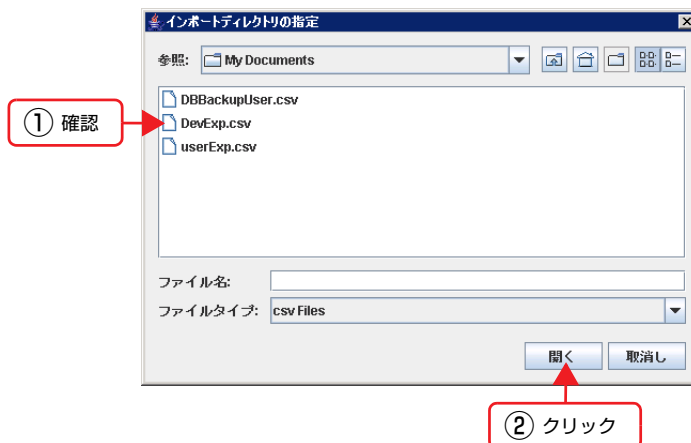 インポートディレクトリの指定
参照: My Documents
DBBackupUser.csv
① 確認
DevExp.csv
userExp.csv
ファイル名:
ファイルタイプ: csv Files
開く 取消し
② クリック